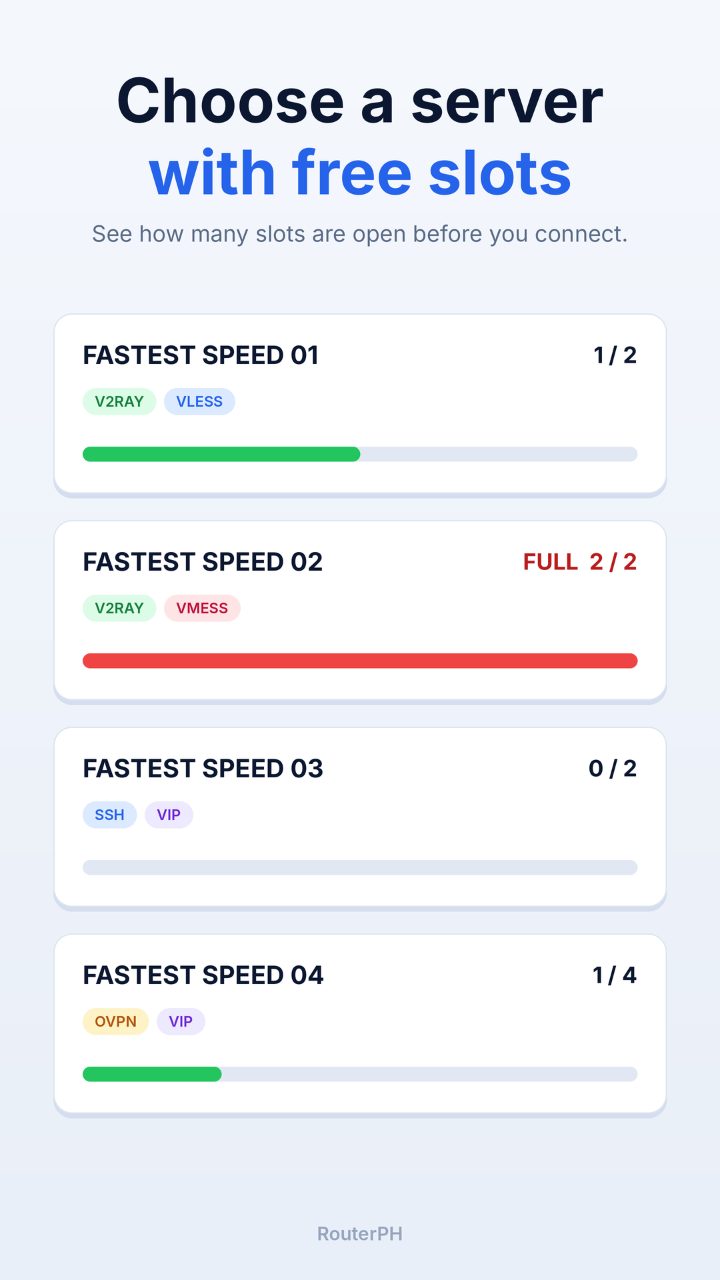 Choose a server
with free slots
See how many slots are open before you connect.
FASTEST SPEED 01 1 / 2
V2RAY VLESS
FASTEST SPEED 02 FULL 2 / 2
V2RAY VMESS
FASTEST SPEED 03 0 / 2
SSH VIP
FASTEST SPEED 04 1 / 4
OVPN VIP
RouterPH